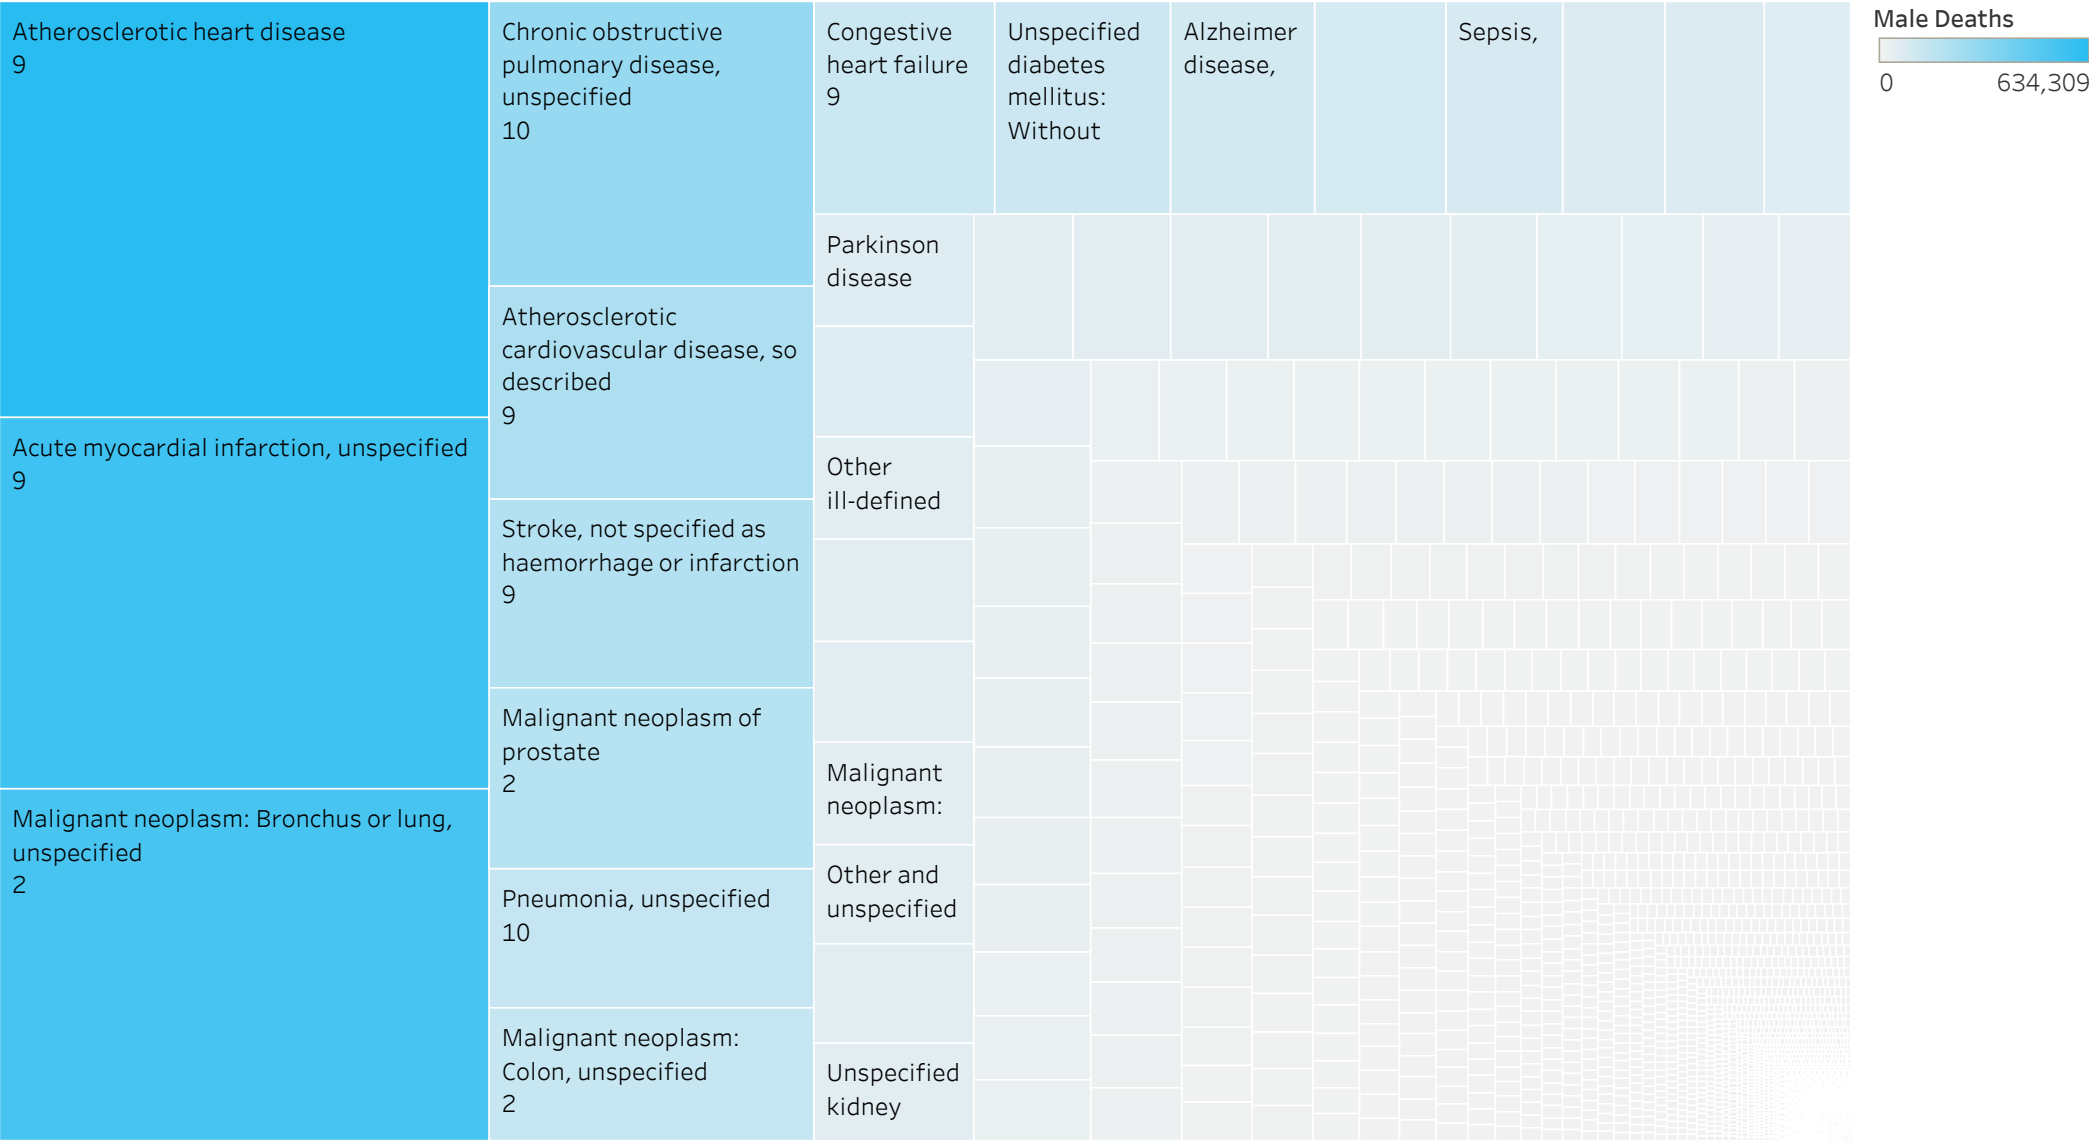 Atherosclerotic heart disease
9
Acute myocardial infarction, unspecified
9
Malignant neoplasm: Bronchus or lung,
unspecified
2
Chronic obstructive
pulmonary disease,
unspecified
10
Atherosclerotic
cardiovascular disease, so
described
9
Stroke, not specified as
haemorrhage or infarction
9
Malignant neoplasm of
prostate
2
Pneumonia, unspecified
10
Malignant neoplasm:
Colon, unspecified
2
Congestive
heart failure
9
Unspecified
diabetes
mellitus:
Without
Alzheimer
disease,
Sepsis,
Parkinson
disease
Other
ill-defined
Malignant
neoplasm:
Other and
unspecified
Unspecified
kidney
Male Deaths
0
634,309